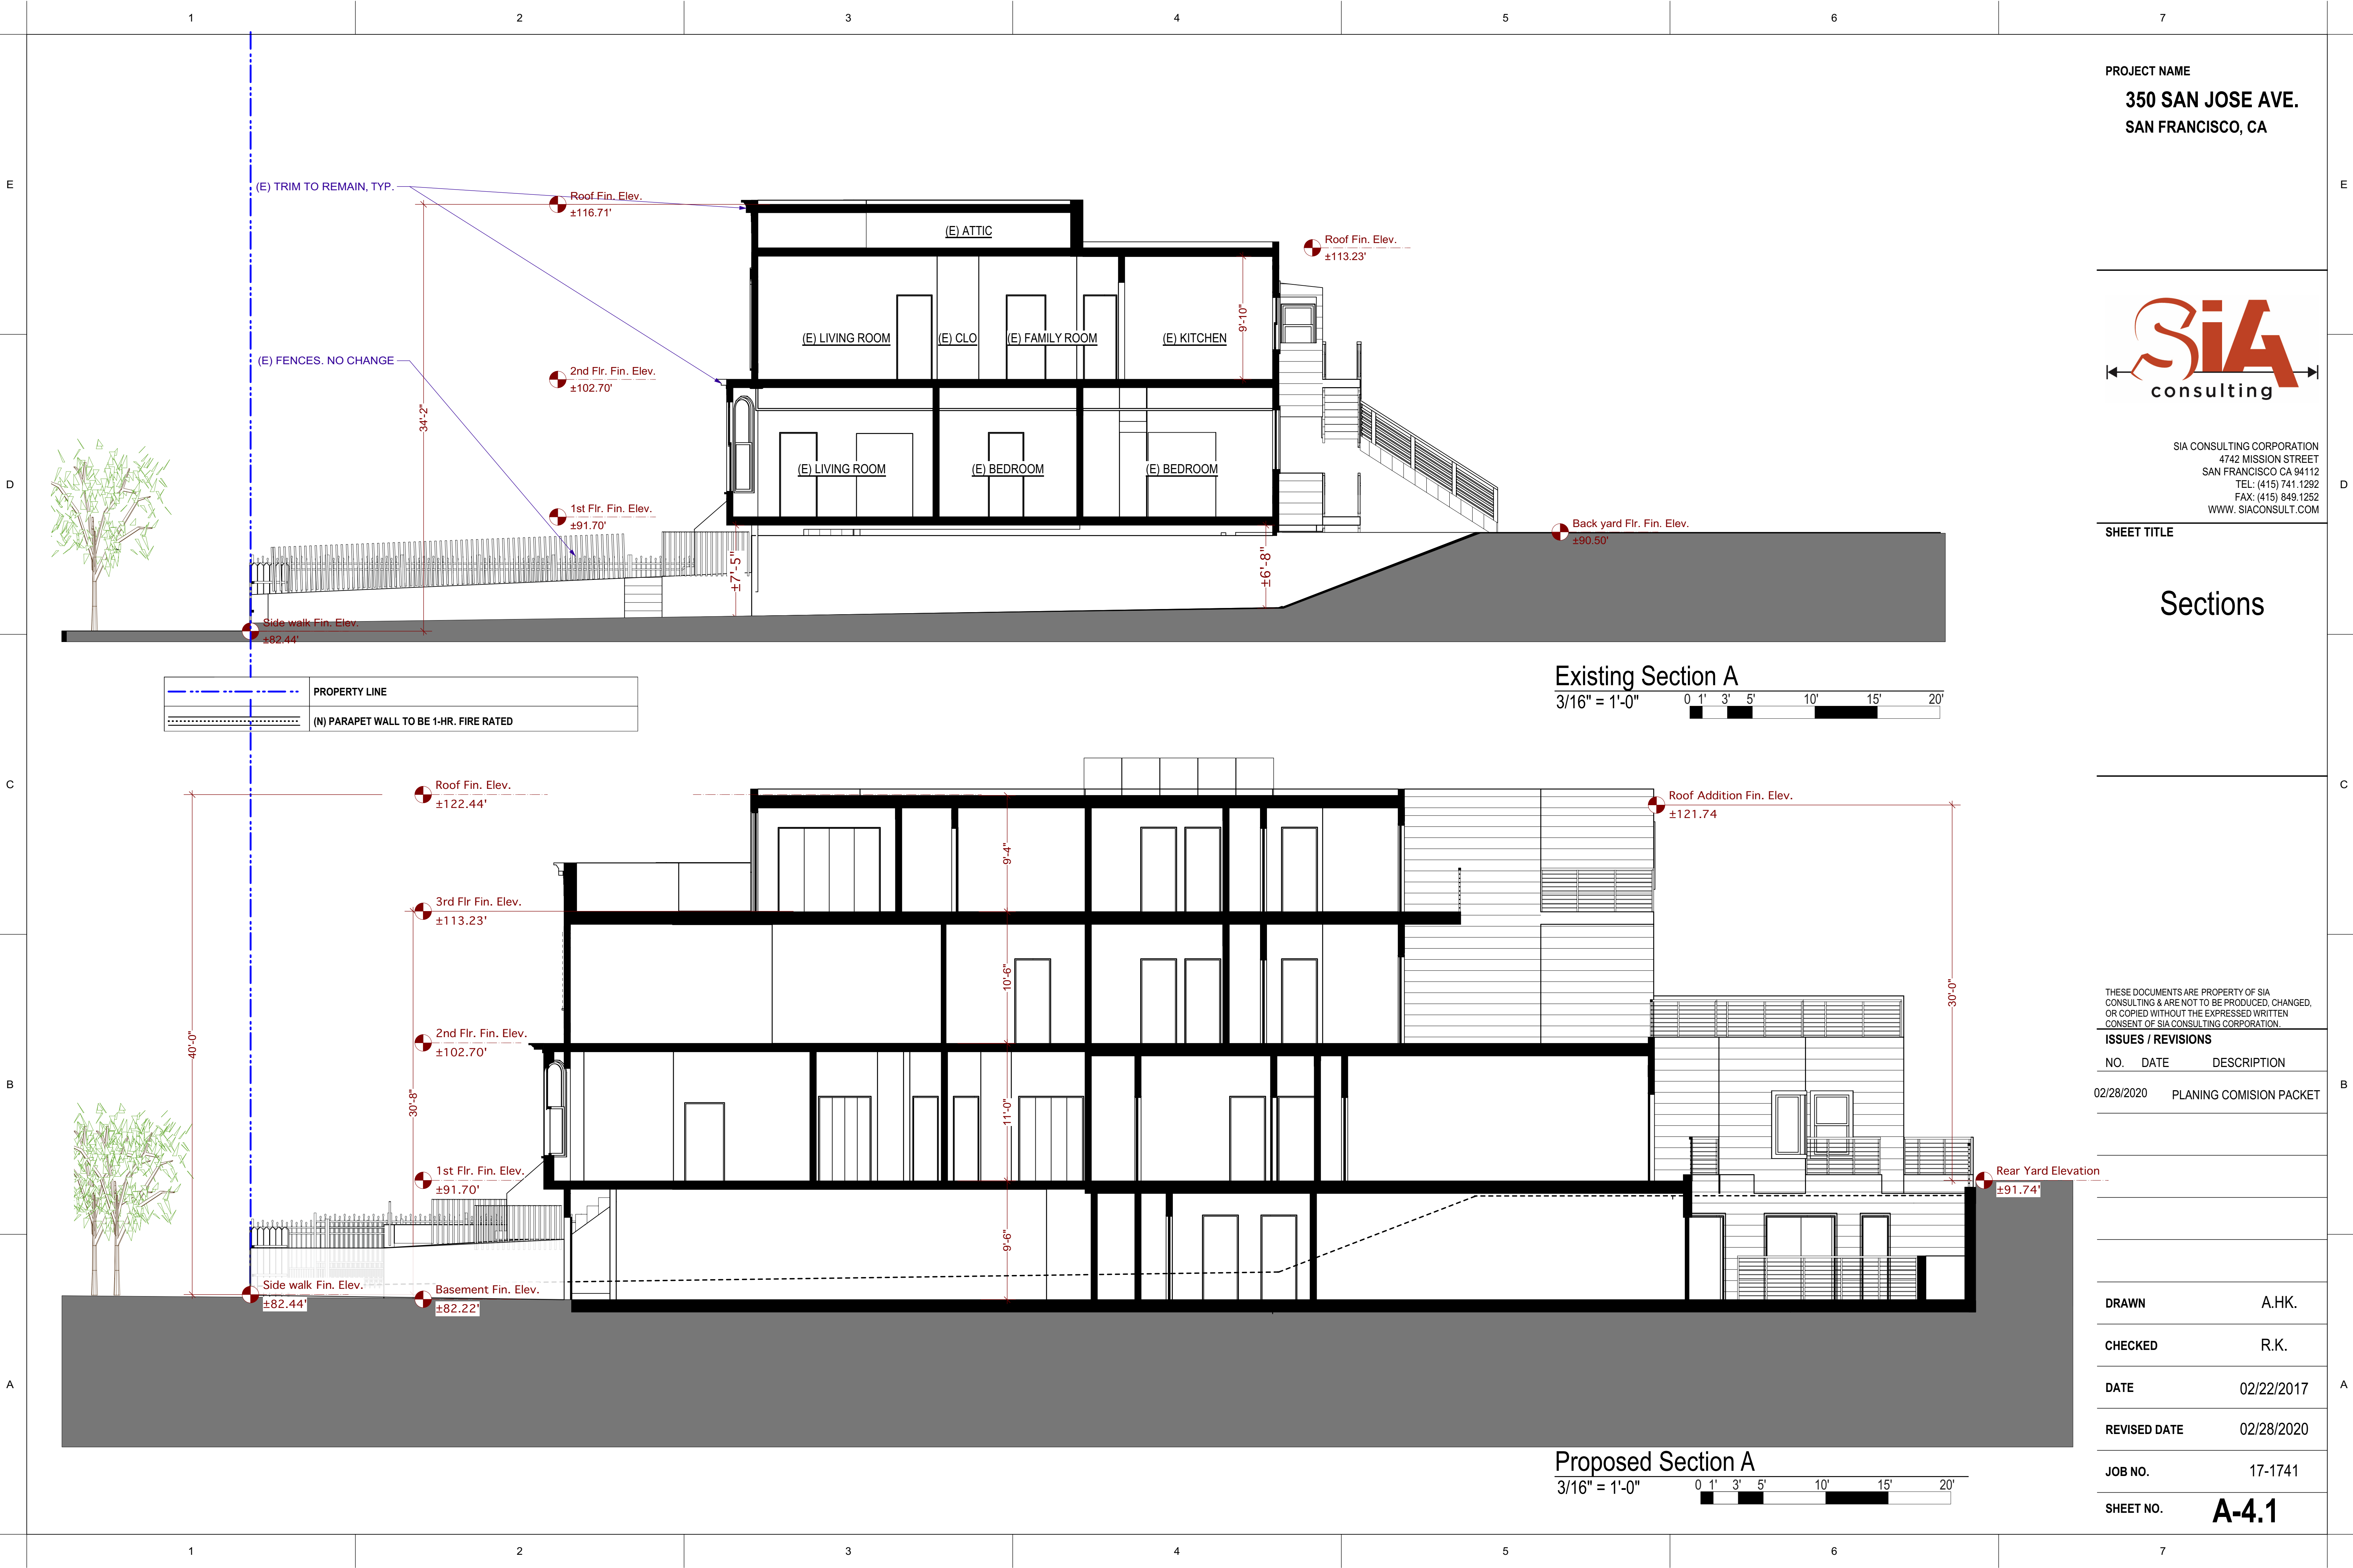 1 2 3 4 5 6 7
E
D
C
B
A
(E) TRIM TO REMAIN, TYP.
Roof Fin. Elev.
±116.71'
(E) ATTIC
Roof Fin. Elev.
±113.23'
9'-10"
(E) LIVING ROOM
(E) CLO
(E) FAMILY ROOM
(E) KITCHEN
(E) FENCES. NO CHANGE
2nd Flr. Fin. Elev.
±102.70'
34'-2"
(E) LIVING ROOM
(E) BEDROOM
(E) BEDROOM
1st Flr. Fin. Elev.
±91.70'
Back yard Flr. Fin. Elev.
±90.50'
±7'-5"
±6'-8"
Side walk Fin. Elev.
±82.44'
PROPERTY LINE
(N) PARAPET WALL TO BE 1-HR. FIRE RATED
Existing Section A
3/16" = 1'-0"
0 1' 3' 5' 10' 15' 20'
Roof Fin. Elev.
±122.44'
Roof Addition Fin. Elev.
±121.74
9'-4"
3rd Flr Fin. Elev.
±113.23'
10'-6"
30'-0"
2nd Flr. Fin. Elev.
±102.70'
40'-0"
30'-8"
11'-0"
1st Flr. Fin. Elev.
±91.70'
Rear Yard Elevation
±91.74'
9'-6"
Side walk Fin. Elev.
±82.44'
Basement Fin. Elev.
±82.22'
Proposed Section A
3/16" = 1'-0"
0 1' 3' 5' 10' 15' 20'
PROJECT NAME
350 SAN JOSE AVE.
SAN FRANCISCO, CA
SiA
consulting
SIA CONSULTING CORPORATION
4742 MISSION STREET
SAN FRANCISCO CA 94112
TEL: (415) 741.1292
FAX: (415) 849.1252
WWW. SIACONSULT.COM
SHEET TITLE
Sections
THESE DOCUMENTS ARE PROPERTY OF SIA
CONSULTING & ARE NOT TO BE PRODUCED, CHANGED,
OR COPIED WITHOUT THE EXPRESSED WRITTEN
CONSENT OF SIA CONSULTING CORPORATION.
ISSUES / REVISIONS
NO. DATE DESCRIPTION
02/28/2020 PLANING COMISION PACKET
DRAWN A.HK.
CHECKED R.K.
DATE 02/22/2017
REVISED DATE 02/28/2020
JOB NO. 17-1741
SHEET NO. A-4.1
E
D
C
B
A
1 2 3 4 5 6 7